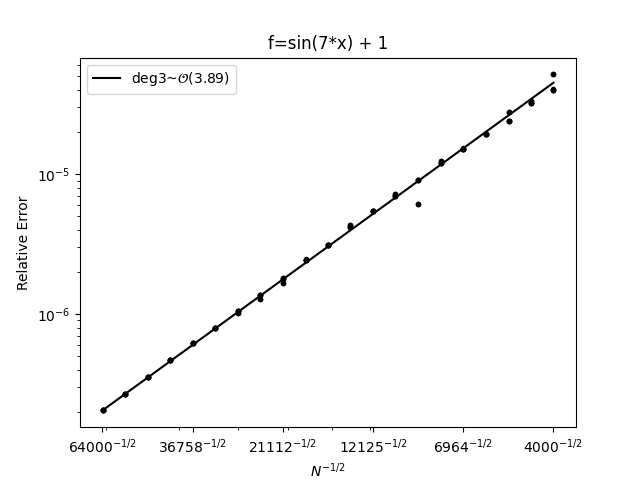 f=sin(7*x) + 1
deg3~𝒪(3.89)
Relative Error
10⁻⁵
10⁻⁶
64000⁻¹/² 36758⁻¹/² 21112⁻¹/² 12125⁻¹/² 6964⁻¹/² 4000⁻¹/²
N⁻¹/²